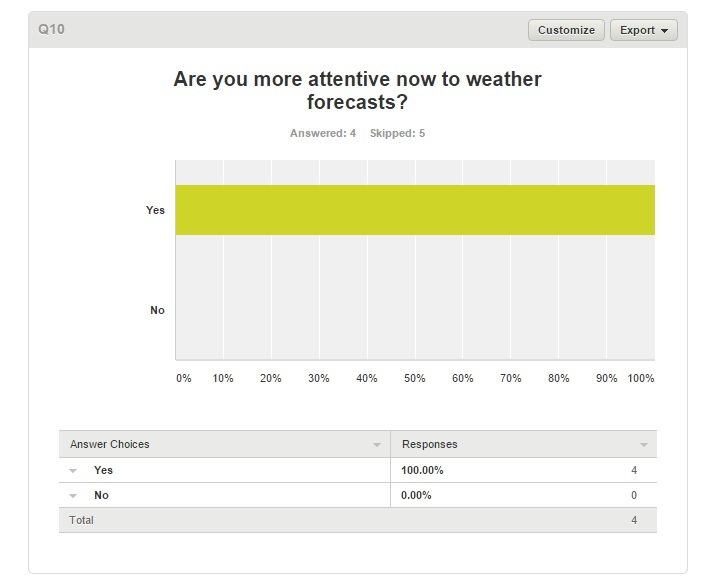 Q10
Customize
Export
Are you more attentive now to weather
forecasts?
Answered: 4 Skipped: 5
Yes
No
0% 10% 20% 30% 40% 50% 60% 70% 80% 90% 100%
Answer Choices Responses
Yes 100.00% 4
No 0.00% 0
Total 4